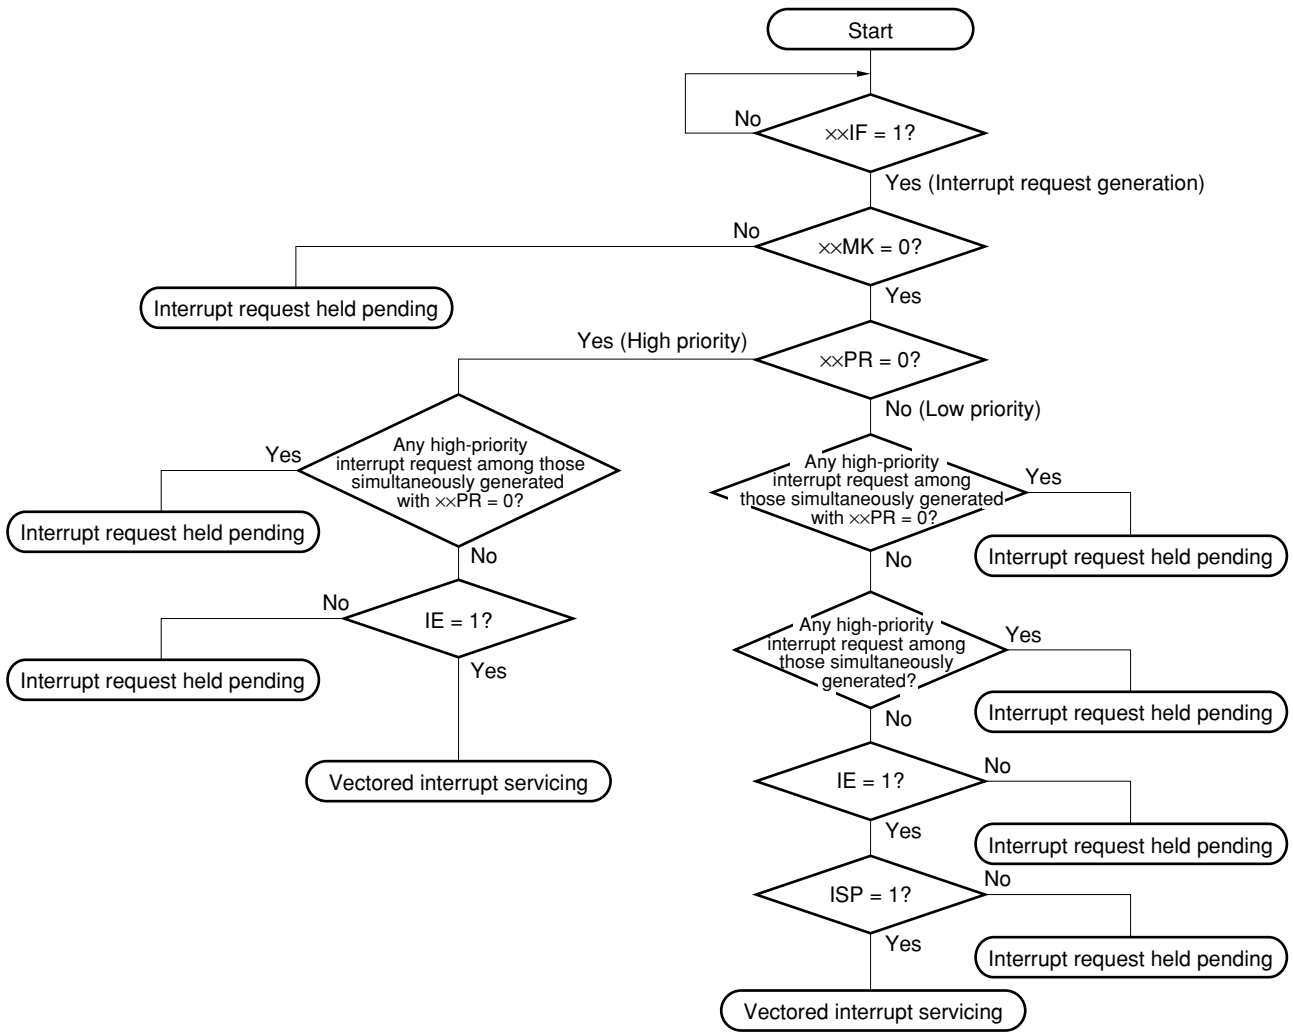 Start
No
××IF = 1?
Yes (Interrupt request generation)
No
××MK = 0?
Interrupt request held pending
Yes
Yes (High priority)
××PR = 0?
No (Low priority)
Yes
Any high-priority
interrupt request among those
simultaneously generated
with ××PR = 0?
Any high-priority
interrupt request among
those simultaneously generated
with ××PR = 0?
Yes
Interrupt request held pending
No
Interrupt request held pending
No
No
IE = 1?
Yes
Interrupt request held pending
Any high-priority
interrupt request among
those simultaneously
generated?
Yes
Interrupt request held pending
No
Vectored interrupt servicing
IE = 1?
No
Yes
Interrupt request held pending
ISP = 1?
No
Yes
Interrupt request held pending
Vectored interrupt servicing